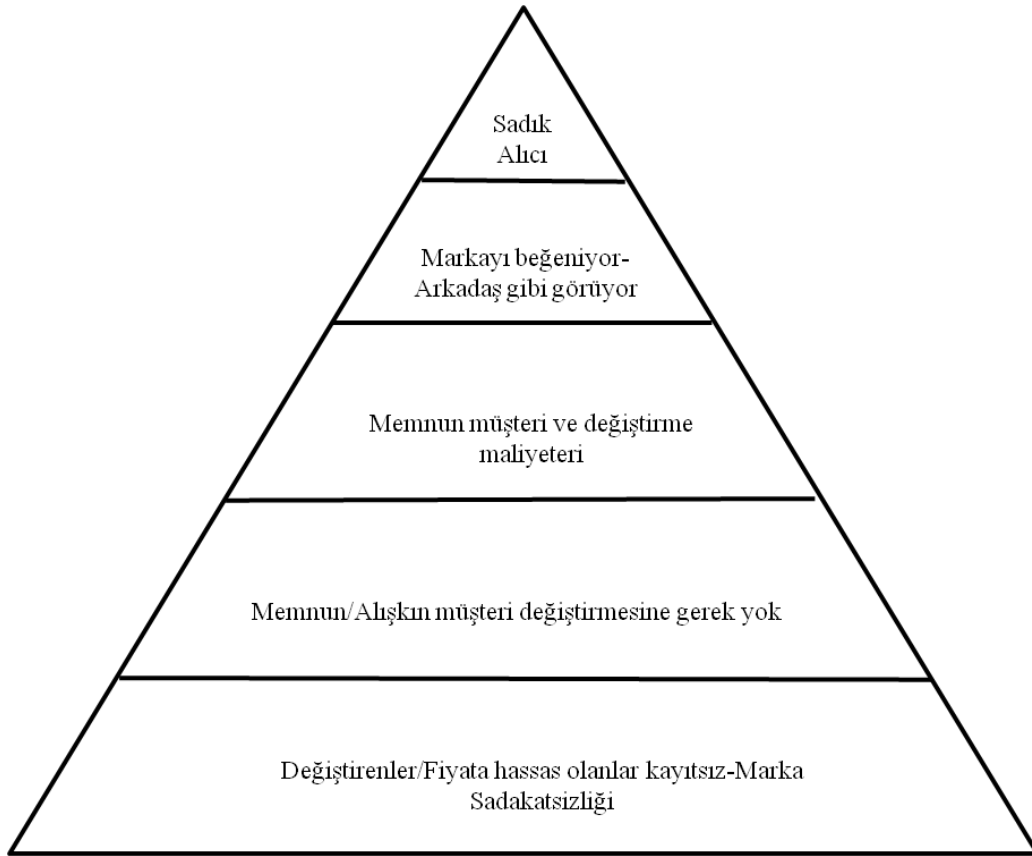 Sadık
Alıcı
Markayı beğeniyor-
Arkadaş gibi görüyor
Memnun müşteri ve değiştirme
maliyeteri
Memnun/Alışkın müşteri değiştirmesine gerek yok
Değiştirenler/Fiyata hassas olanlar kayıtsız-Marka
Sadakatsizliği